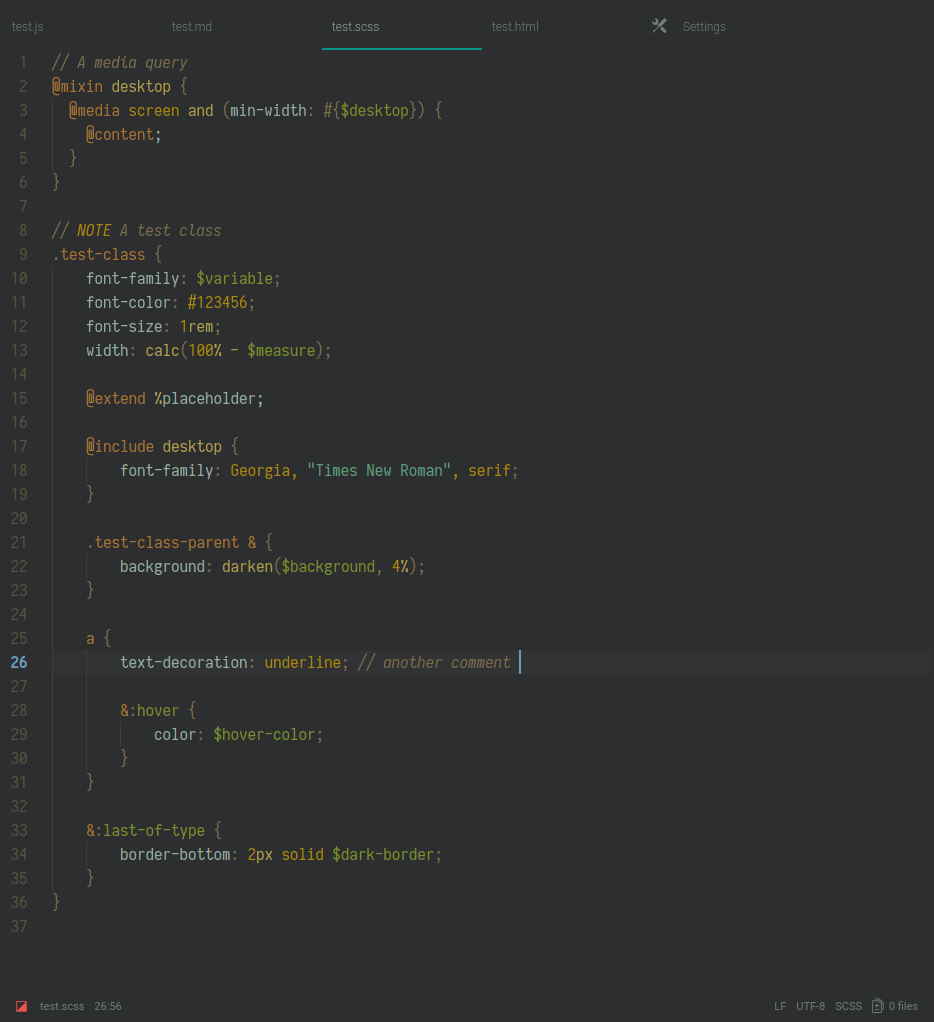 test.js test.md test.scss test.html Settings
1 // A media query
2 @mixin desktop {
3   @media screen and (min-width: #{$desktop}) {
4     @content;
5   }
6 }
7
8 // NOTE A test class
9 .test-class {
10     font-family: $variable;
11     font-color: #123456;
12     font-size: 1rem;
13     width: calc(100% - $measure);
14
15     @extend %placeholder;
16
17     @include desktop {
18         font-family: Georgia, "Times New Roman", serif;
19     }
20
21     .test-class-parent & {
22         background: darken($background, 4%);
23     }
24
25     a {
26         text-decoration: underline; // another comment
27
28         &:hover {
29             color: $hover-color;
30         }
31     }
32
33     &:last-of-type {
34         border-bottom: 2px solid $dark-border;
35     }
36 }
37
test.scss 26:56 LF UTF-8 SCSS 0 files